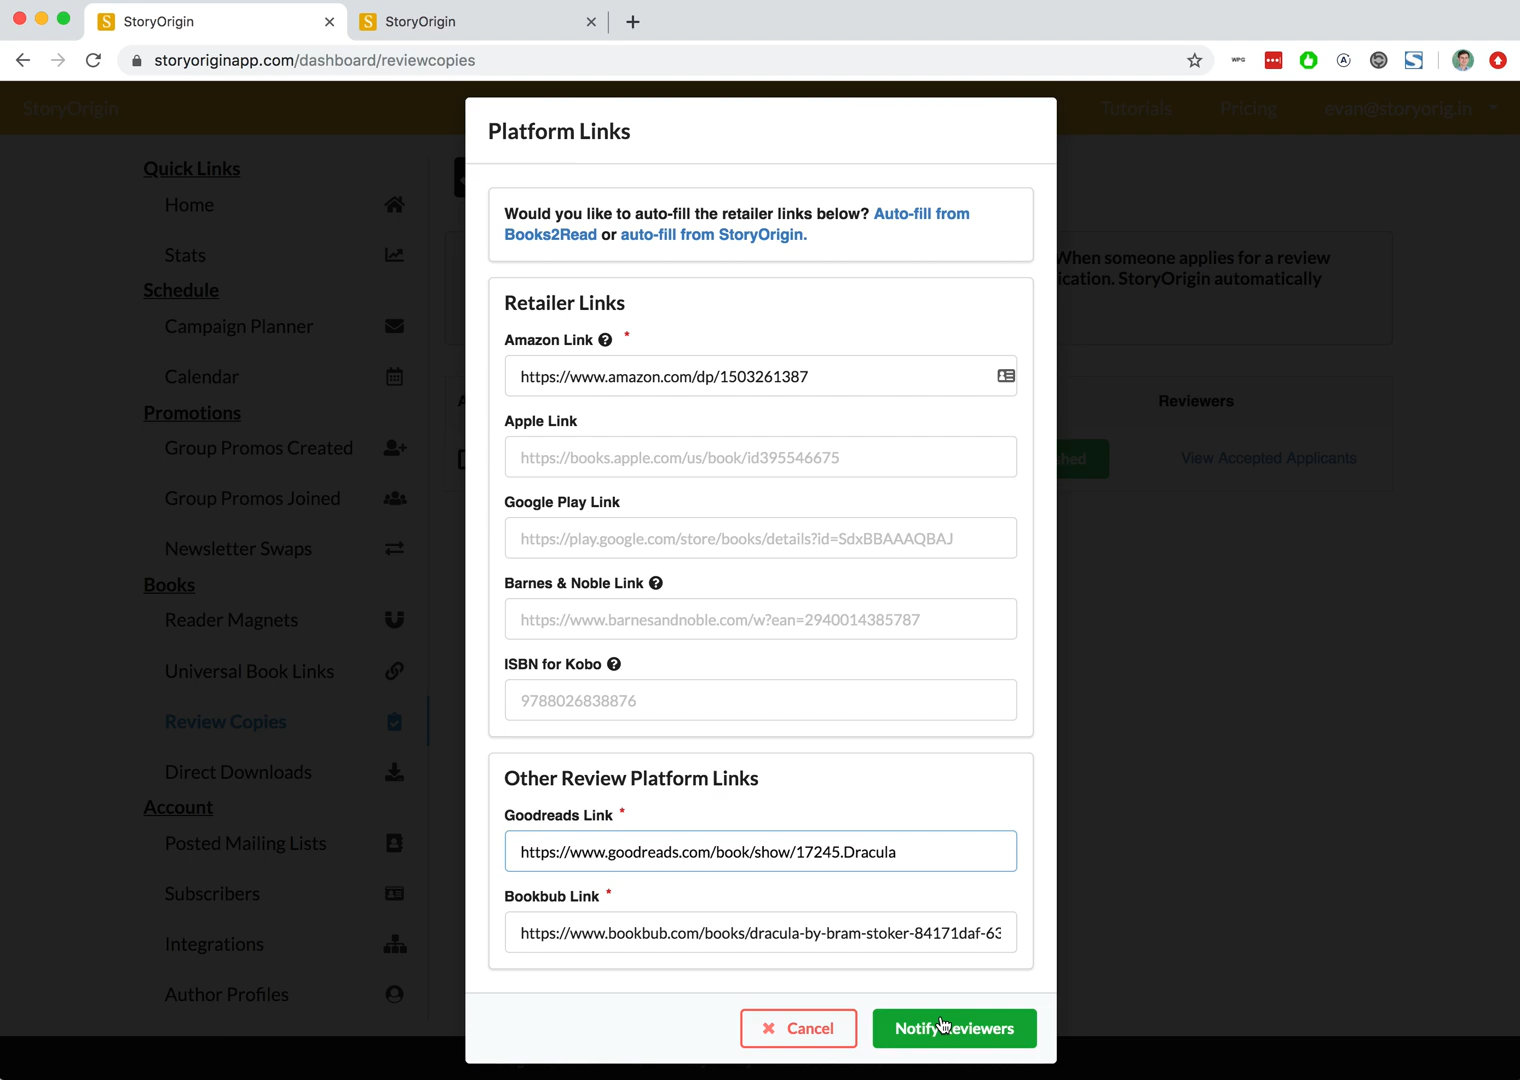 StoryOrigin
StoryOrigin
storyoriginapp.com/dashboard/reviewcopies
StoryOrigin
Tutorials
Pricing
evan@storyorig.in
Quick Links
Home
Stats
Schedule
Campaign Planner
Calendar
Promotions
Group Promos Created
Group Promos Joined
Newsletter Swaps
Books
Reader Magnets
Universal Book Links
Review Copies
Direct Downloads
Account
Posted Mailing Lists
Subscribers
Integrations
Author Profiles
Platform Links
Would you like to auto-fill the retailer links below? Auto-fill from
Books2Read or auto-fill from StoryOrigin.
Retailer Links
Amazon Link *
https://www.amazon.com/dp/1503261387
Apple Link
https://books.apple.com/us/book/id395546675
Google Play Link
https://play.google.com/store/books/details?id=SdxBBAAAQBAJ
Barnes & Noble Link
https://www.barnesandnoble.com/w?ean=2940014385787
ISBN for Kobo
9788026838876
Other Review Platform Links
Goodreads Link *
https://www.goodreads.com/book/show/17245.Dracula
Bookbub Link *
https://www.bookbub.com/books/dracula-by-bram-stoker-84171daf-63
Cancel
Notify Reviewers
When someone applies for a review
ication. StoryOrigin automatically
Reviewers
shed
View Accepted Applicants